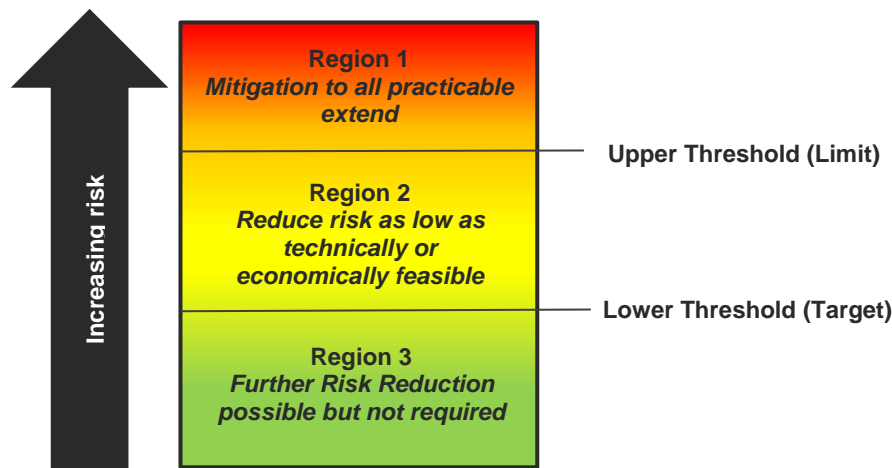 Increasing risk
Region 1
Mitigation to all practicable
extend
Upper Threshold (Limit)
Region 2
Reduce risk as low as
technically or
economically feasible
Lower Threshold (Target)
Region 3
Further Risk Reduction
possible but not required